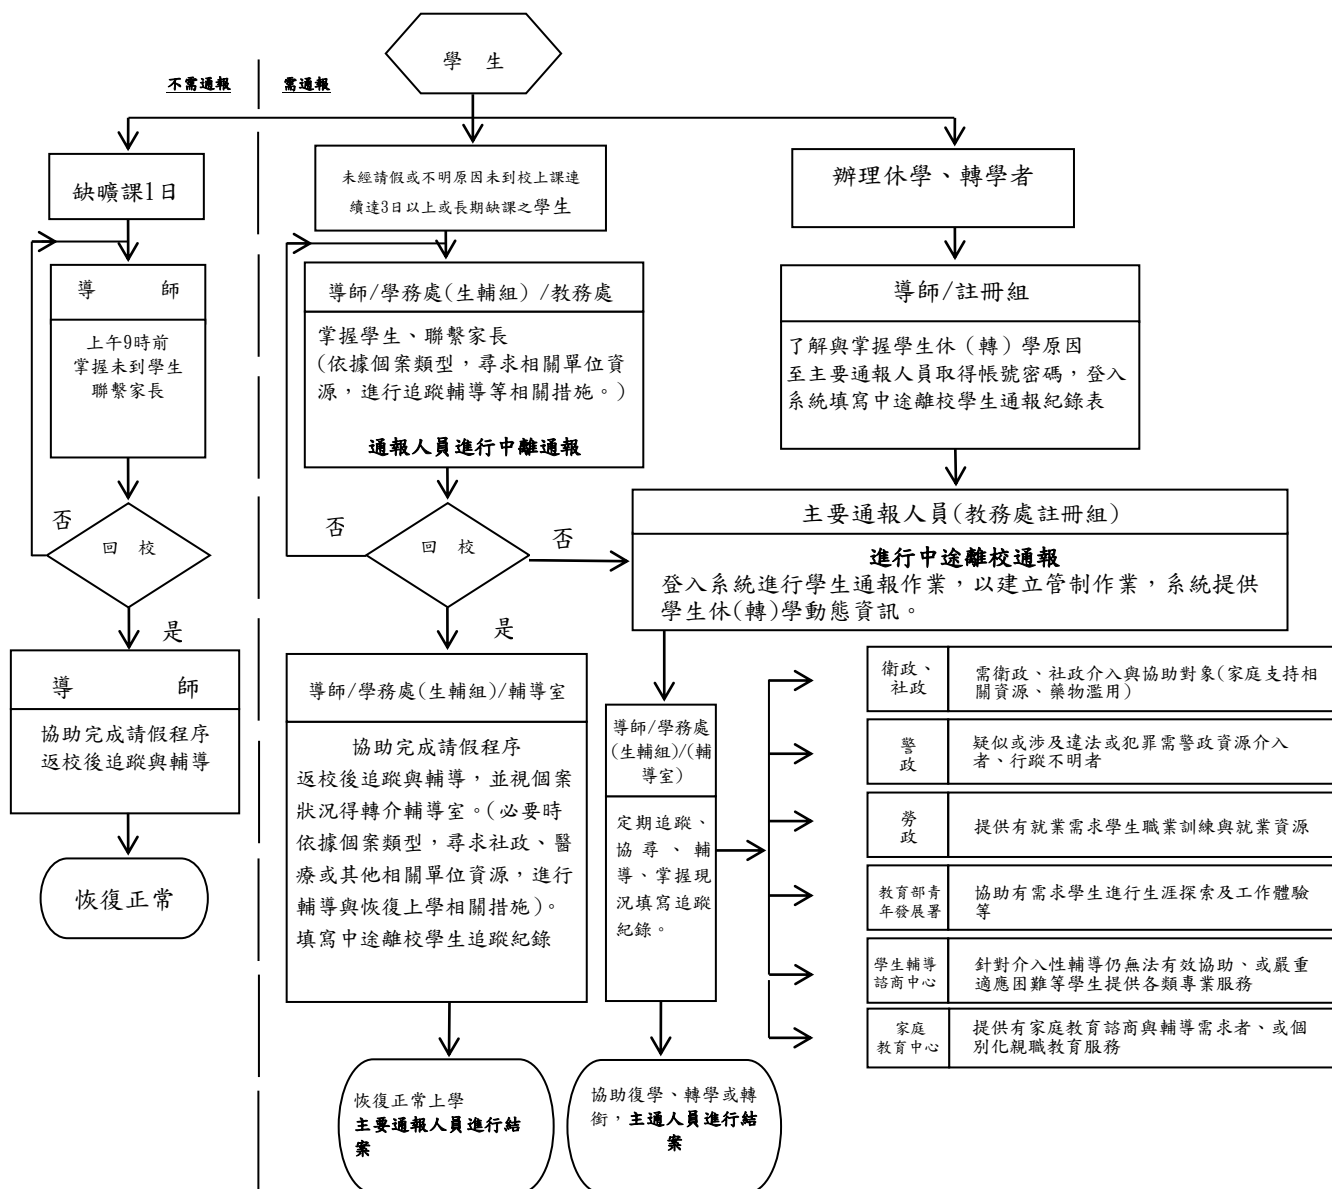 學 生
不需通報
需通報
缺曠課1日
未經請假或不明原因未到校上課連
續達3日以上或長期缺課之學生
辦理休學、轉學者
導 師
上午9時前
掌握未到學生
聯繫家長
導師/學務處(生輔組) /教務處
掌握學生、聯繫家長
(依據個案類型，尋求相關單位資
源，進行追蹤輔導等相關措施。)
通報人員進行中離通報
導師/註冊組
了解與掌握學生休（轉）學原因
至主要通報人員取得帳號密碼，登入
系統填寫中途離校學生通報紀錄表
否
回 校
是
否
回 校
否
是
主要通報人員(教務處註冊組)
進行中途離校通報
登入系統進行學生通報作業，以建立管制作業，系統提供
學生休(轉)學動態資訊。
導 師
協助完成請假程序
返校後追蹤與輔導
恢復正常
導師/學務處(生輔組)/輔導室
協助完成請假程序
返校後追蹤與輔導，並視個案
狀況得轉介輔導室。(必要時
依據個案類型，尋求社政、醫
療或其他相關單位資源，進行
輔導與恢復上學相關措施)。
填寫中途離校學生追蹤紀錄
恢復正常上學
主要通報人員進行結
案
導師/學務處
(生輔組)/(輔
導室)
定期追蹤、
協尋、輔
導、掌握現
況填寫追蹤
紀錄。
協助復學、轉學或轉
銜，主通人員進行結
案
衛政、
社政
需衛政、社政介入與協助對象(家庭支持相
關資源、藥物濫用)
警
政
疑似或涉及違法或犯罪需警政資源介入
者、行蹤不明者
勞
政
提供有就業需求學生職業訓練與就業資源
教育部青
年發展署
協助有需求學生進行生涯探索及工作體驗
等
學生輔導
諮商中心
針對介入性輔導仍無法有效協助、或嚴重
適應困難等學生提供各類專業服務
家庭
教育中心
提供有家庭教育諮商與輔導需求者、或個
別化親職教育服務